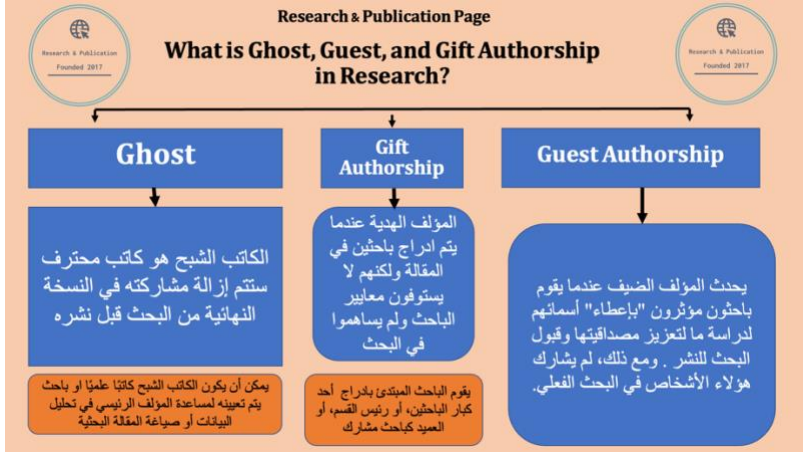 Research & Publication Page
Research & Publication
Founded 2017
What is Ghost, Guest, and Gift Authorship
in Research?
Research & Publication
Founded 2017
Ghost
الكاتب الشبح هو كاتب محترف
ستتم إزالة مشاركته في النسخة
النهائية من البحث قبل نشره
يمكن أن يكون الكاتب الشبح كاتبًا علميًا او باحث
يتم تعيينه لمساعدة المؤلف الرئيسي في تحليل
البيانات أو صياغة المقالة البحثية
Gift
Authorship
المؤلف الهدية عندما
يتم ادراج باحثين في
المقالة ولكنهم لا
يستوفون معايير
الباحث ولم يساهموا
في البحث
يقوم الباحث المبتدئ بادراج أحد
كبار الباحثين، أو رئيس القسم، أو
العميد كباحث مشارك
Guest Authorship
يحدث المؤلف الضيف عندما يقوم
باحثون مؤثرون "بإعطاء" أسمائهم
لدراسة ما لتعزيز مصداقيتها وقبول
البحث للنشر . ومع ذلك، لم يشارك
هؤلاء الأشخاص في البحث الفعلي.